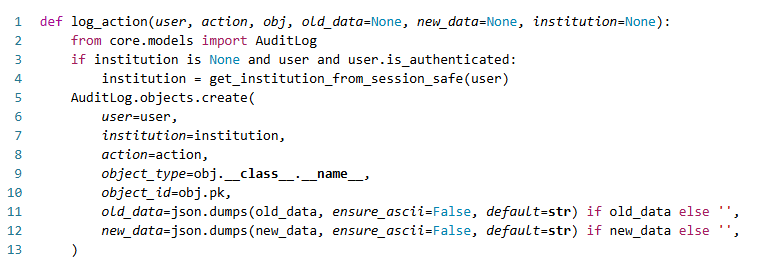 1 def log_action(user, action, obj, old_data=None, new_data=None, institution=None):
2     from core.models import AuditLog
3     if institution is None and user and user.is_authenticated:
4         institution = get_institution_from_session_safe(user)
5     AuditLog.objects.create(
6         user=user,
7         institution=institution,
8         action=action,
9         object_type=obj.__class__.__name__,
10         object_id=obj.pk,
11         old_data=json.dumps(old_data, ensure_ascii=False, default=str) if old_data else '',
12         new_data=json.dumps(new_data, ensure_ascii=False, default=str) if new_data else '',
13     )